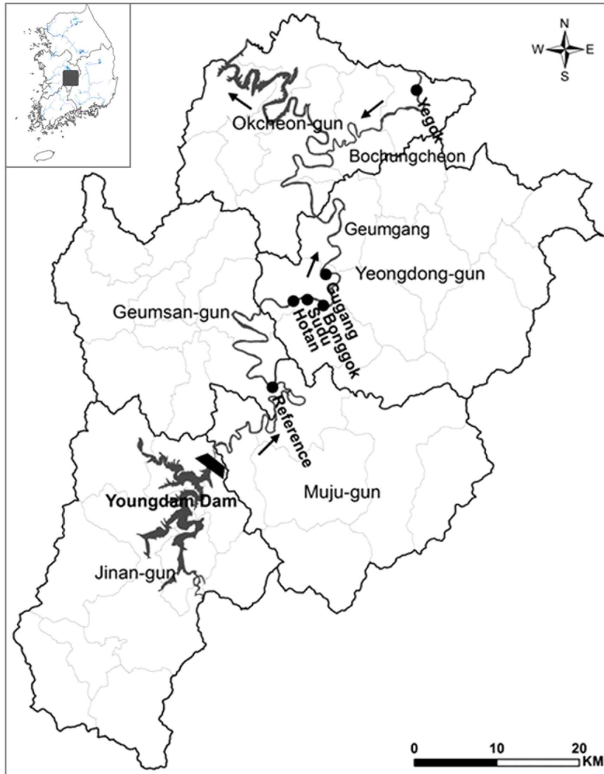 N
W E
S
Yegok
Okcheon-gun
Bochungcheon
Geumgang
Yeongdong-gun
Gugang
Geumsan-gun
Bonggok
Sudu
Hotan
Reference
Muju-gun
Youngdam Dam
Jinan-gun
0 10 20
KM